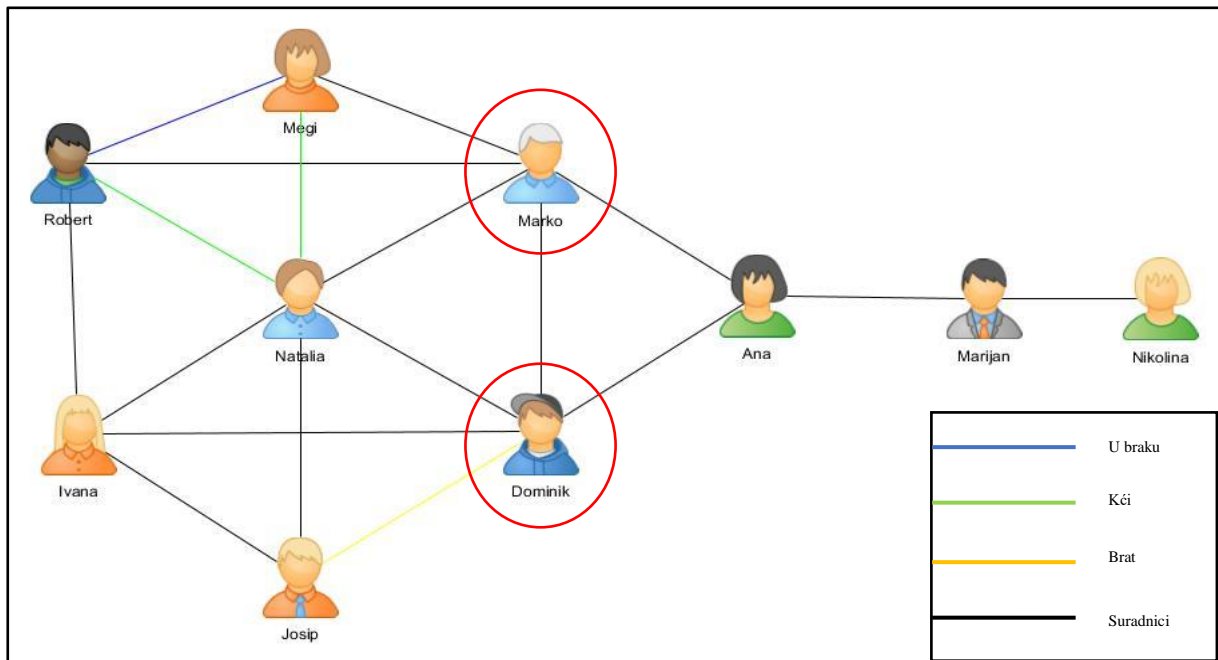 Megi
Robert
Marko
Natalia
Ana
Marijan
Nikolina
Ivana
Dominik
Josip
U braku
Kći
Brat
Suradnici